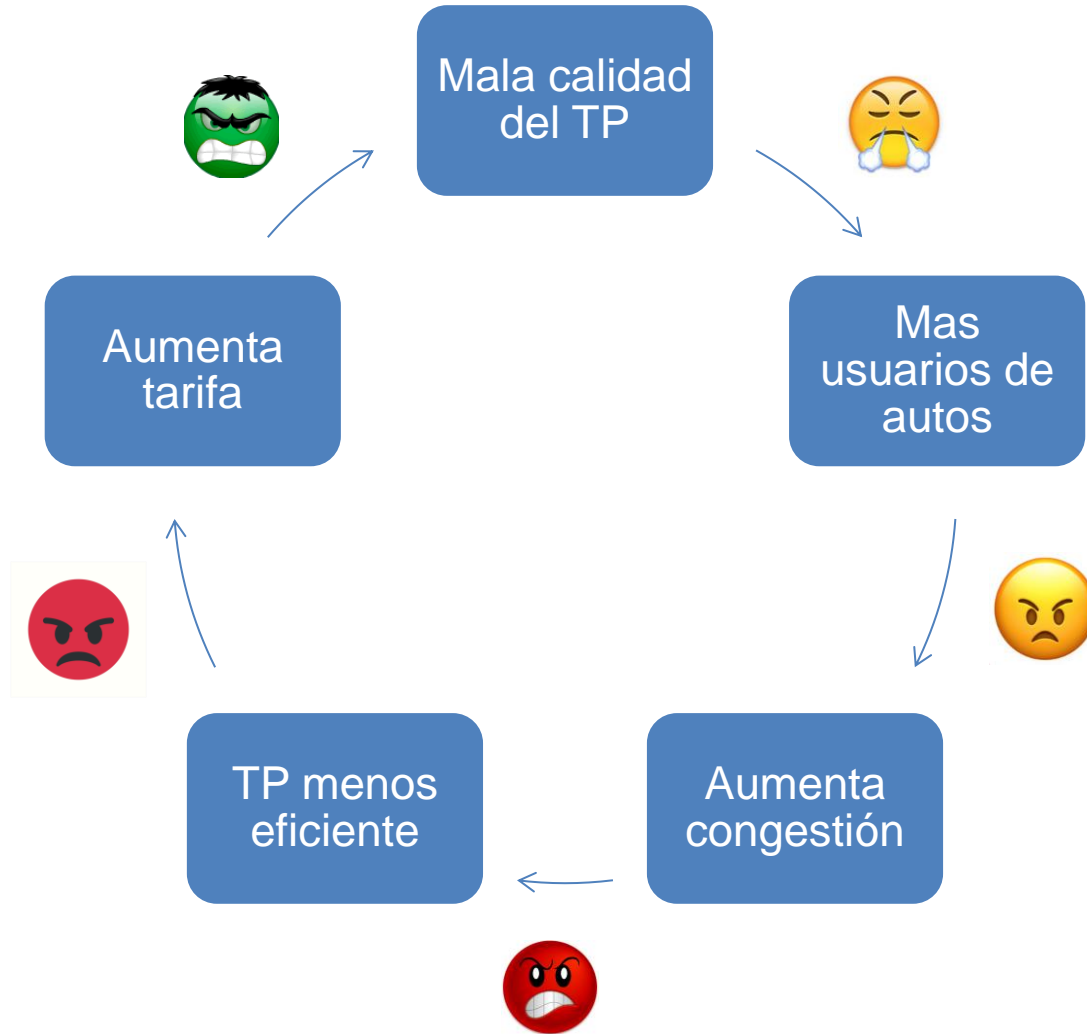 Mala calidad
del TP
Mas
usuarios de
autos
Aumenta
congestión
TP menos
eficiente
Aumenta
tarifa